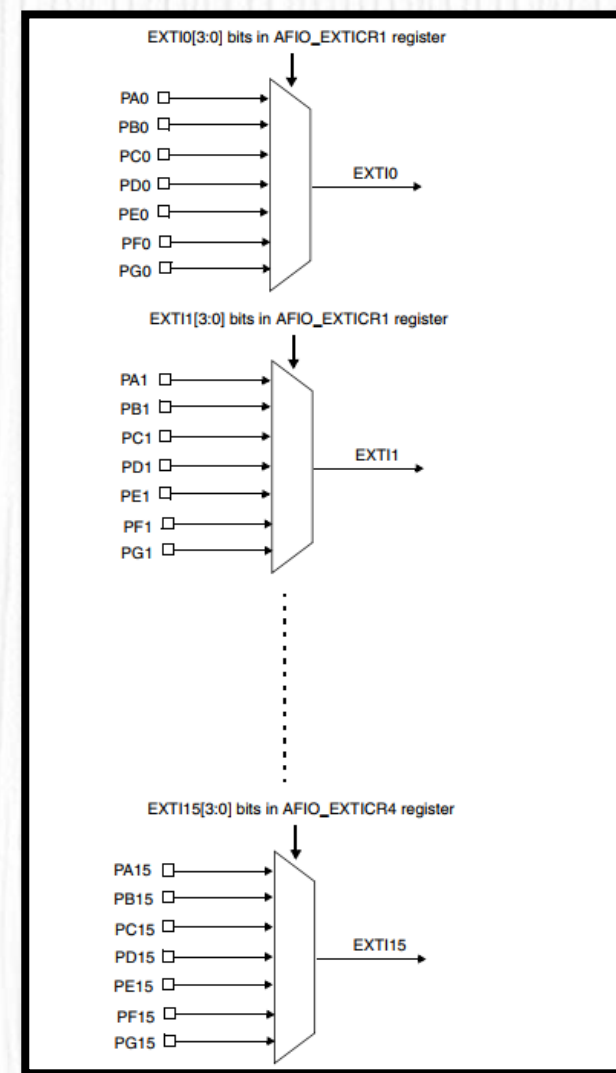 EXTI0[3:0] bits in AFIO_EXTICR1 register
PA0
PB0
PC0
PD0
PE0
PF0
PG0
EXTI0
EXTI1[3:0] bits in AFIO_EXTICR1 register
PA1
PB1
PC1
PD1
PE1
PF1
PG1
EXTI1
EXTI15[3:0] bits in AFIO_EXTICR4 register
PA15
PB15
PC15
PD15
PE15
PF15
PG15
EXTI15